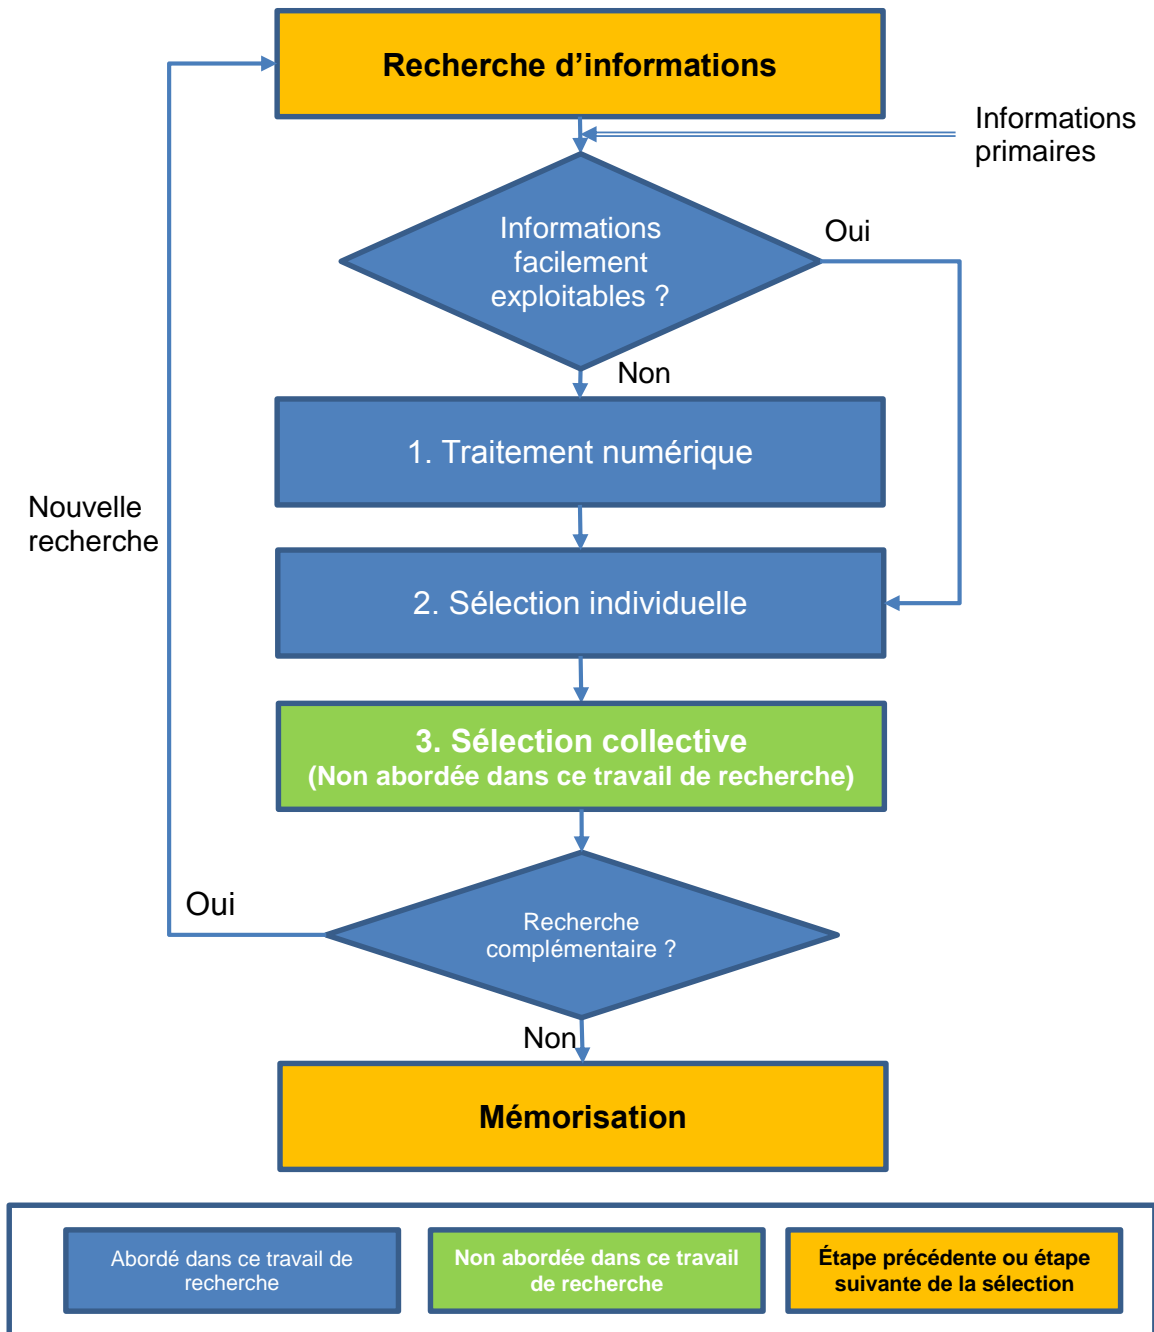 Recherche d’informations
Informations
primaires
Informations
facilement
exploitables ?
Oui
Non
1. Traitement numérique
Nouvelle
recherche
2. Sélection individuelle
3. Sélection collective
(Non abordée dans ce travail de recherche)
Oui
Recherche
complémentaire ?
Non
Mémorisation
Abordé dans ce travail de
recherche
Non abordée dans ce travail
de recherche
Étape précédente ou étape
suivante de la sélection